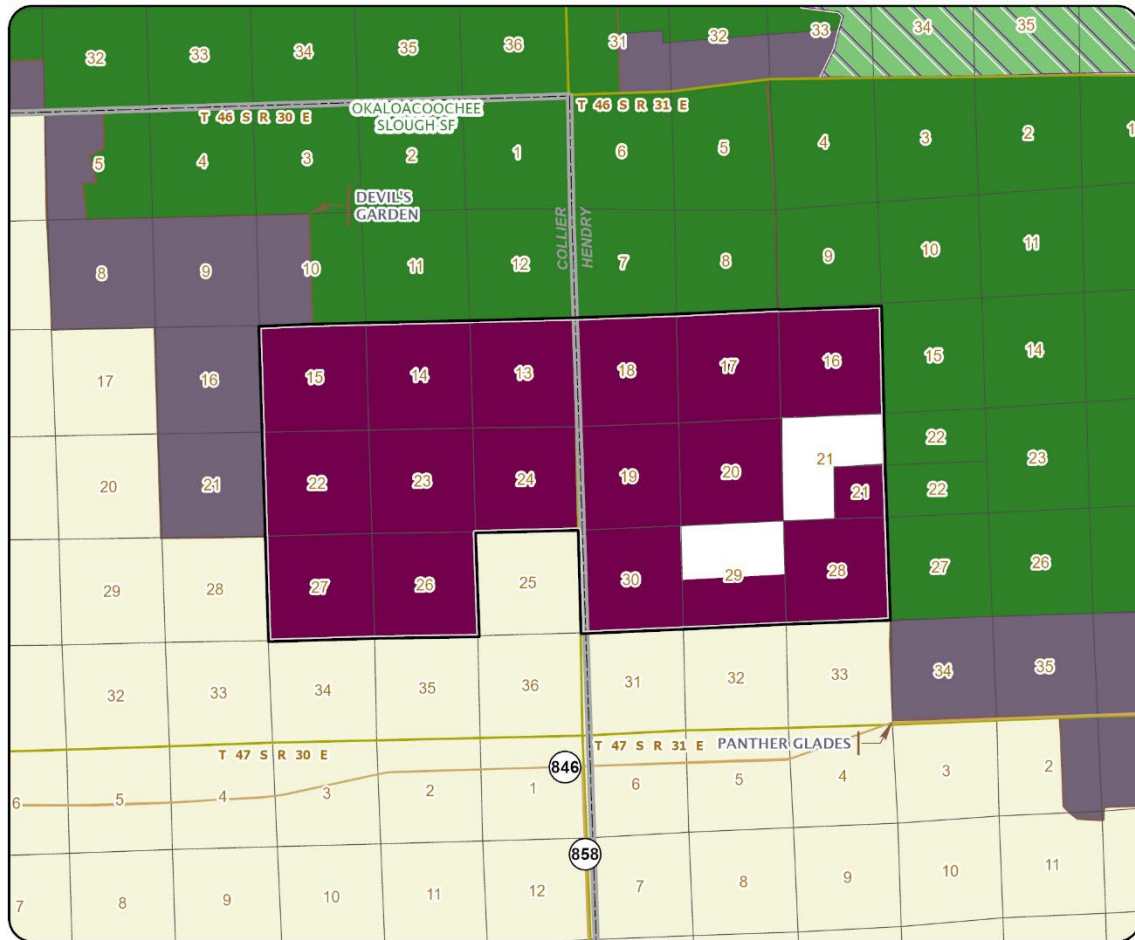 32 33 34 35 36 31 32 33 34 35
T 46 S R 30 E
OKALOACOOCHEE
SLOUGH SF
T 46 S R 31 E
5 4 3 2 1 6 5 4 3 2 1
DEVIL'S
GARDEN
COLLIER
HENDRY
8 9 10 11 12 7 8 9 10 11
17 16 15 14 13 18 17 16 15 14
20 21 22 23 24 19 20 21 21 22 22 23
29 28 27 26 25 30 29 28 27 26
32 33 34 35 36 31 32 33 34 35
T 47 S R 30 E
T 47 S R 31 E
PANTHER GLADES
846
6 5 4 3 2 1 6 5 4 3 2
858
7 8 9 10 11 12 7 8 9 10 11